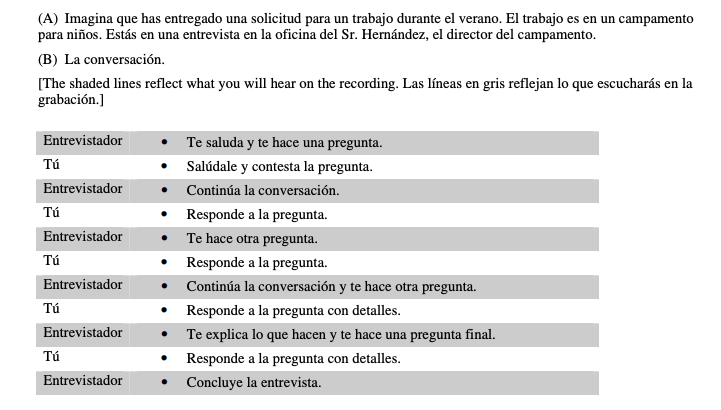 (A) Imagina que has entregado una solicitud para un trabajo durante el verano. El trabajo es en un campamento
para niños. Estás en una entrevista en la oficina del Sr. Hernández, el director del campamento.
(B) La conversación.
[The shaded lines reflect what you will hear on the recording. Las líneas en gris reflejan lo que escucharás en la
grabación.]
Entrevistador • Te saluda y te hace una pregunta.
Tú • Salúdale y contesta la pregunta.
Entrevistador • Continúa la conversación.
Tú • Responde a la pregunta.
Entrevistador • Te hace otra pregunta.
Tú • Responde a la pregunta.
Entrevistador • Continúa la conversación y te hace otra pregunta.
Tú • Responde a la pregunta con detalles.
Entrevistador • Te explica lo que hacen y te hace una pregunta final.
Tú • Responde a la pregunta con detalles.
Entrevistador • Concluye la entrevista.